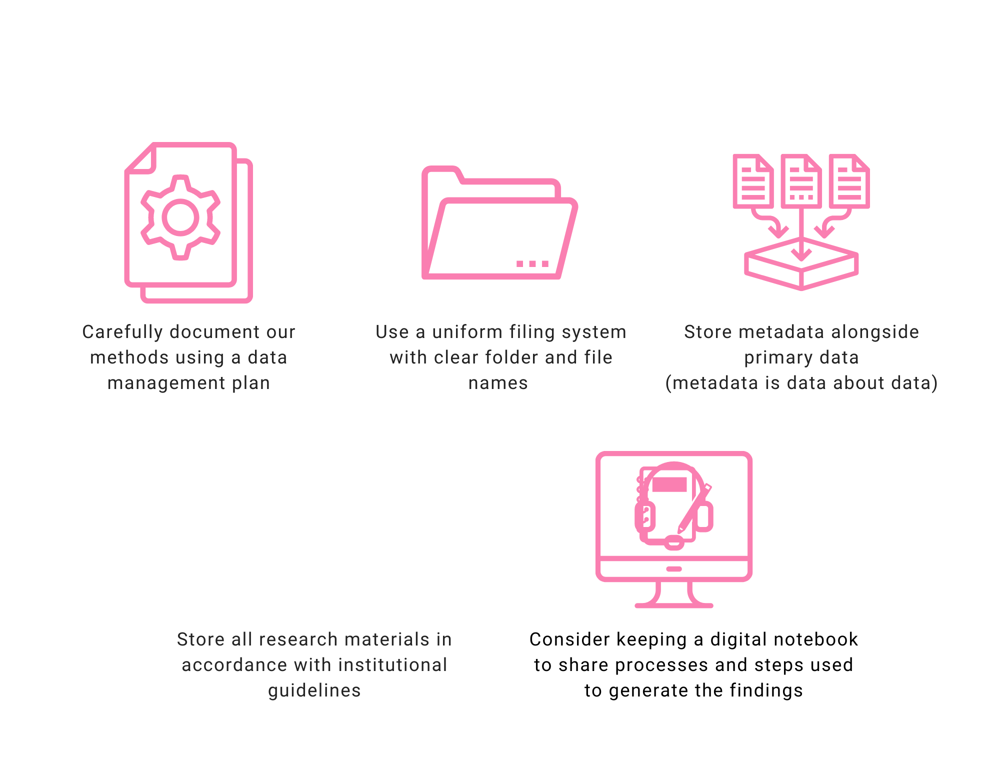 Carefully document our
methods using a data
management plan
Use a uniform filing system
with clear folder and file
names
Store metadata alongside
primary data
(metadata is data about data)
Store all research materials in
accordance with institutional
guidelines
Consider keeping a digital notebook
to share processes and steps used
to generate the findings